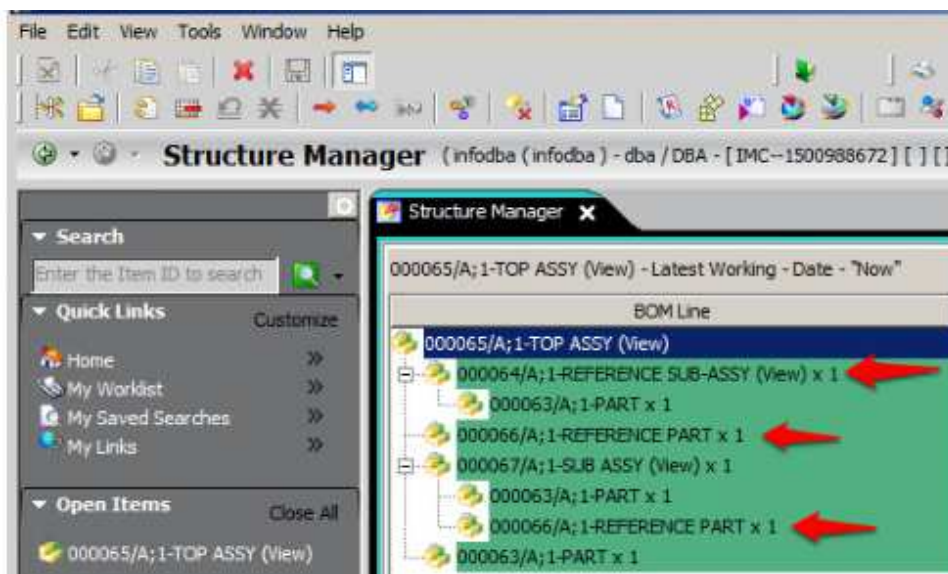 File Edit View Tools Window Help
Structure Manager (infodba (infodba) - dba / DBA - [ IMC--1500988672 ] [ ] [ ]
Structure Manager
Search
Enter the Item ID to search
Quick Links
Customize
Home
My Worklist
My Saved Searches
My Links
Open Items
Close All
000065/A;1-TOP ASSY (View)
000065/A;1-TOP ASSY (View) - Latest Working - Date - "Now"
BOM Line
000065/A;1-TOP ASSY (View)
000064/A;1-REFERENCE SUB-ASSY (View) x 1
000063/A;1-PART x 1
000066/A;1-REFERENCE PART x 1
000067/A;1-SUB ASSY (View) x 1
000063/A;1-PART x 1
000066/A;1-REFERENCE PART x 1
000063/A;1-PART x 1